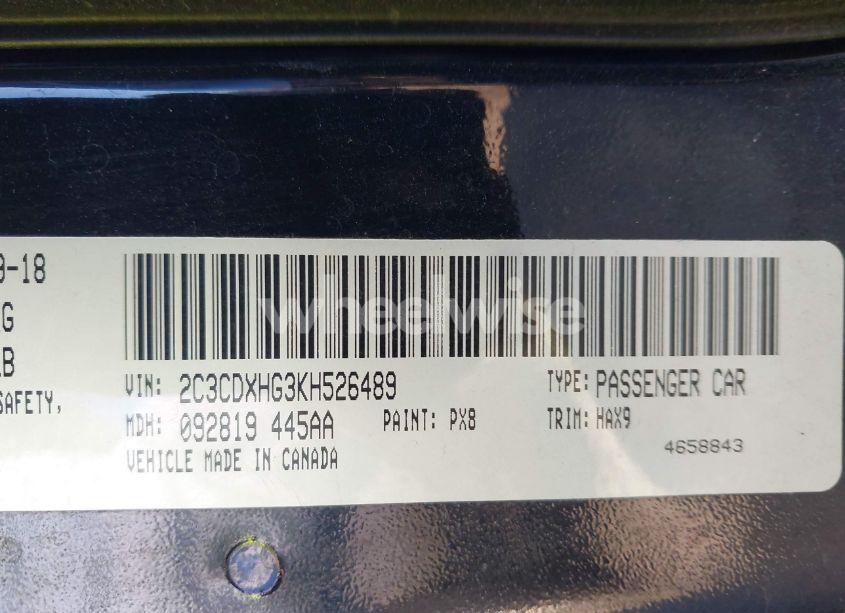 9-18
G
LB
SAFETY,
wheelwise
VIN: 2C3CDXHG3KH526489
TYPE: PASSENGER CAR
MDH: 092819 445AA
PAINT: PX8
TRIM: HAX9
VEHICLE MADE IN CANADA
4658843